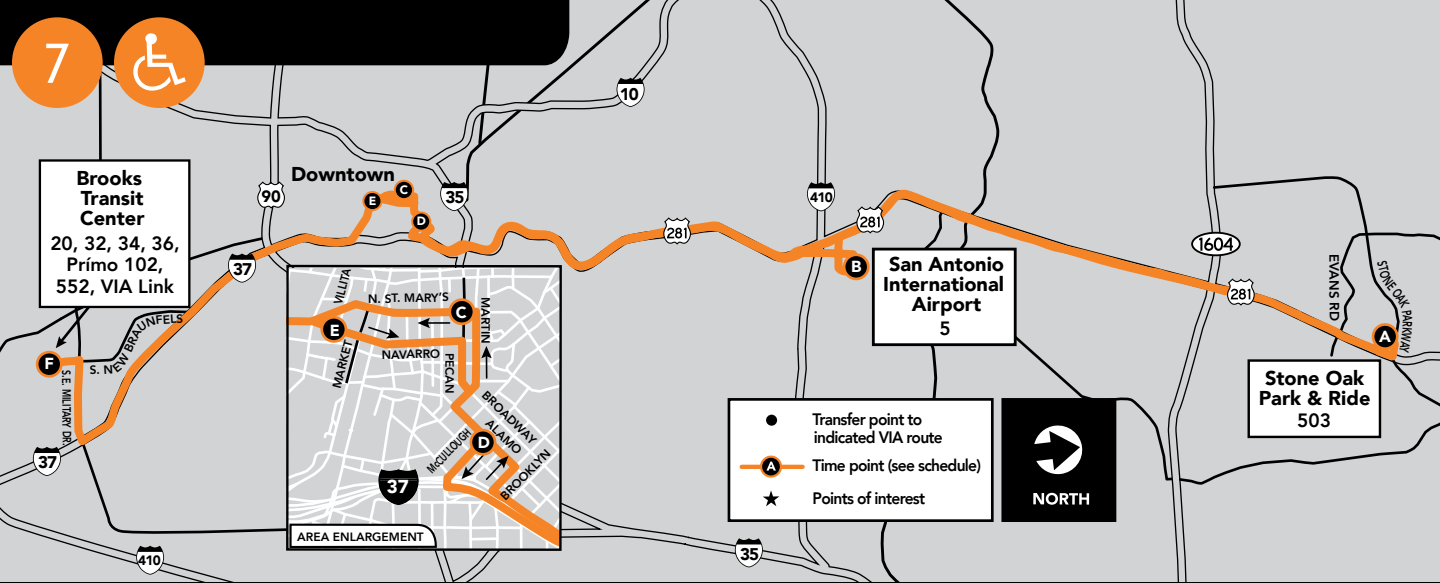 7
10
Downtown
E
C
D
90
35
410
281
281
1604
281
37
B
Brooks
Transit
Center
20, 32, 34, 36,
Prímo 102,
552, VIA Link
San Antonio
International
Airport
5
EVANS RD
STONE OAK PARKWAY
A
Stone Oak
Park & Ride
503
F
S. NEW BRAUNFELS
S.E. MILITARY DR.
37
410
35
VILLITA
N. ST. MARY'S
C
MARTIN
E
MARKET
NAVARRO
PECAN
BROADWAY
ALAMO
D
McCULLOUGH
BROOKLYN
37
AREA ENLARGEMENT
Transfer point to
indicated VIA route
A
Time point (see schedule)
Points of interest
NORTH